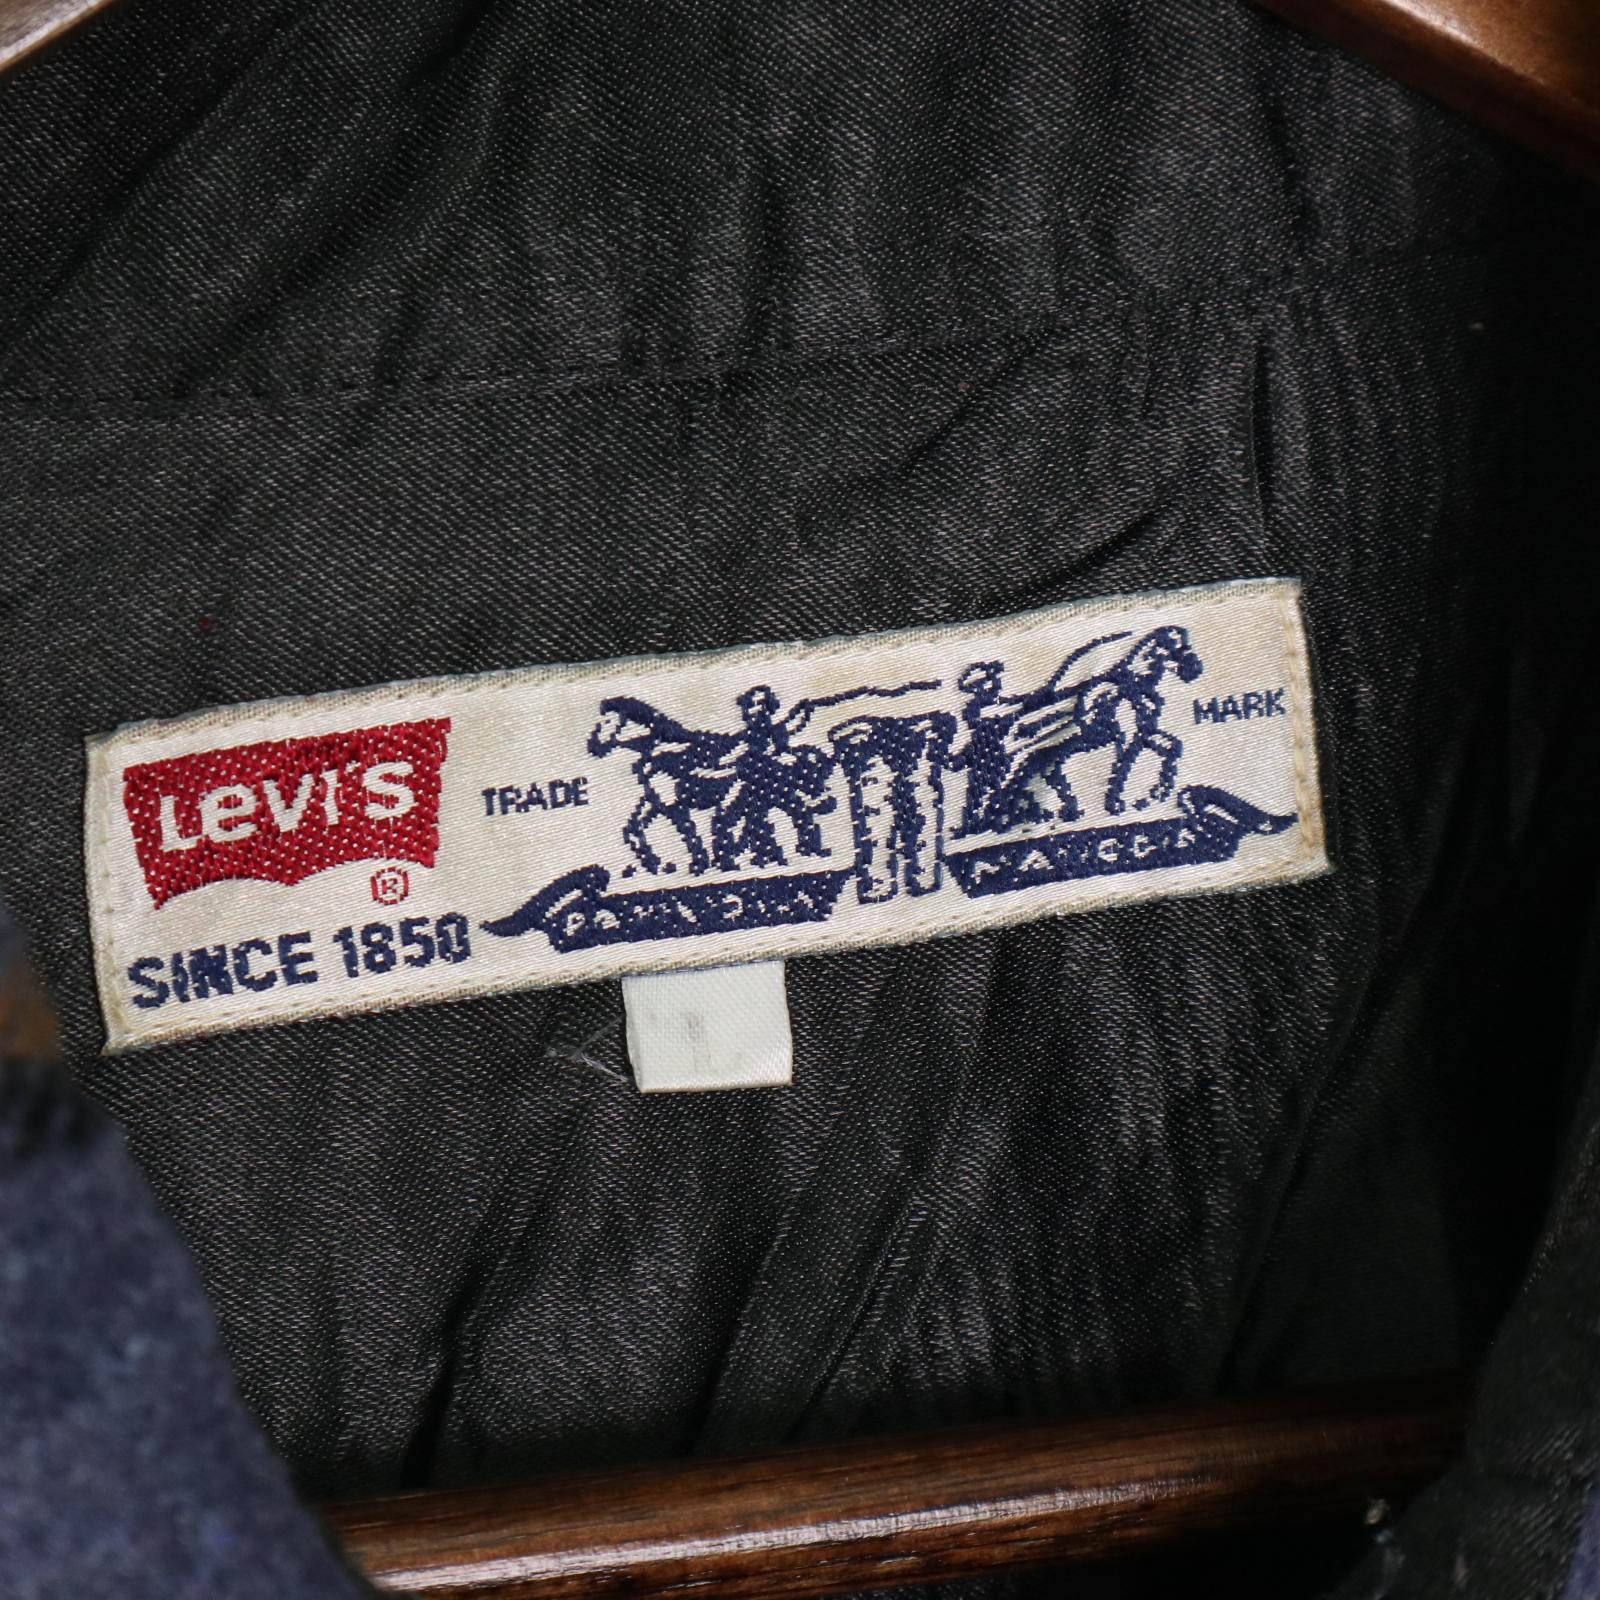 Levi's
®
SINCE 1850
TRADE
MARK
L